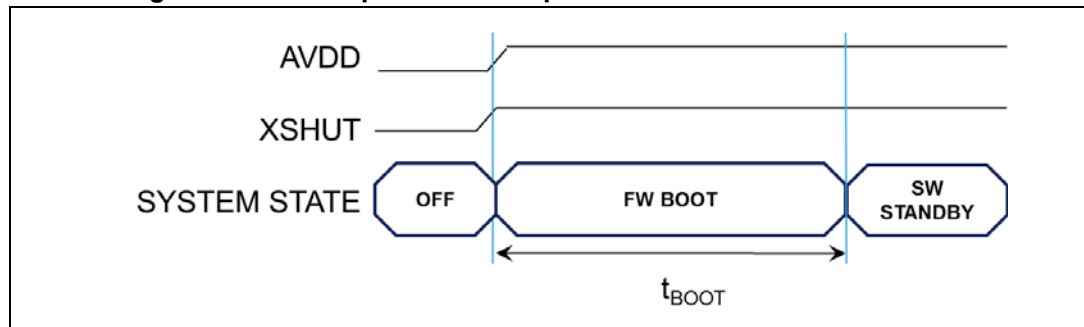 AVDD
XSHUT
SYSTEM STATE OFF FW BOOT SW STANDBY
tBOOT